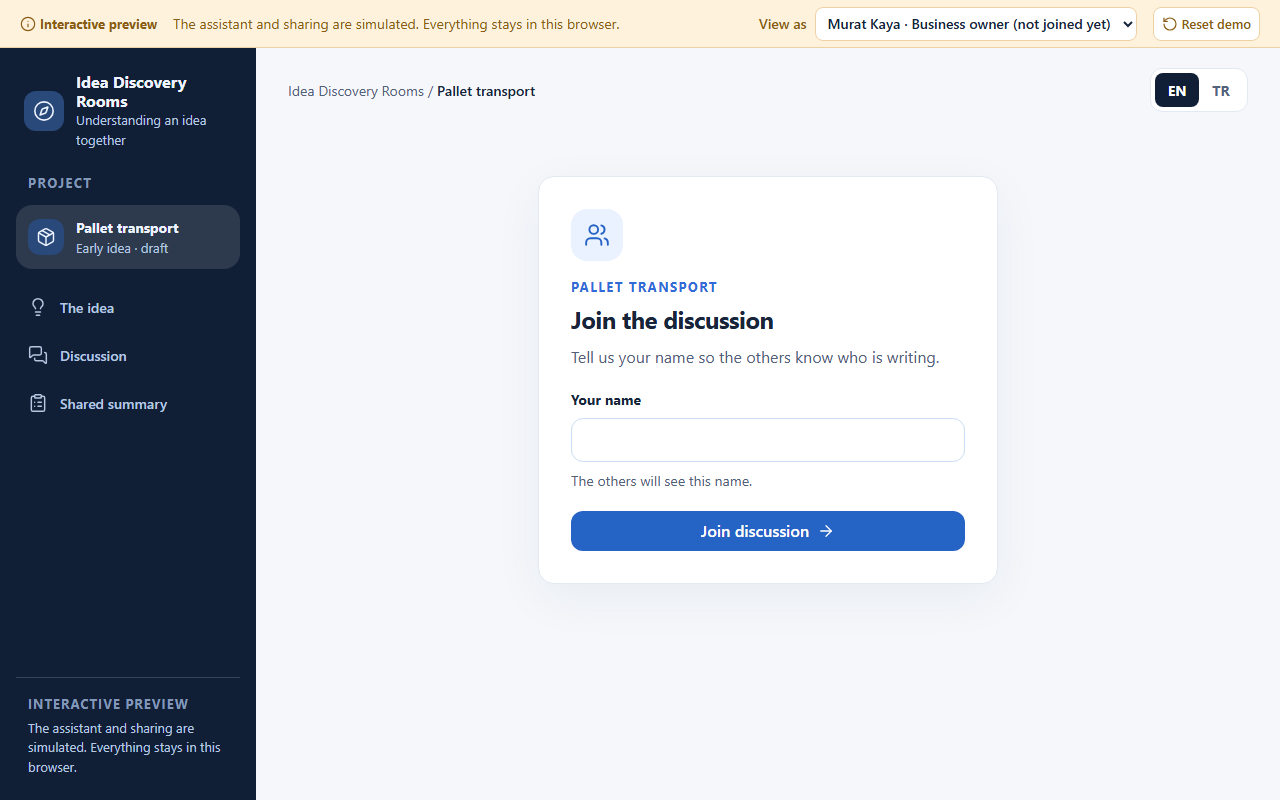 Interactive preview The assistant and sharing are simulated. Everything stays in this browser. View as Murat Kaya · Business owner (not joined yet) Reset demo
Idea Discovery
Rooms
Understanding an idea
together
PROJECT
Pallet transport
Early idea · draft
The idea
Discussion
Shared summary
INTERACTIVE PREVIEW
The assistant and sharing are
simulated. Everything stays in this
browser.
Idea Discovery Rooms / Pallet transport
EN TR
PALLET TRANSPORT
Join the discussion
Tell us your name so the others know who is writing.
Your name
The others will see this name.
Join discussion